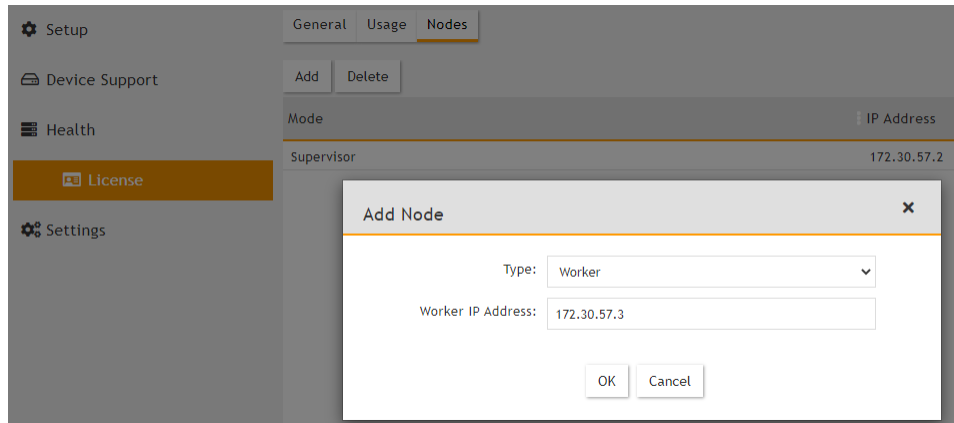 Setup
Device Support
Health
License
Settings
General Usage Nodes
Add Delete
Mode IP Address
Supervisor 172.30.57.2
Add Node
Type: Worker
Worker IP Address: 172.30.57.3
OK Cancel